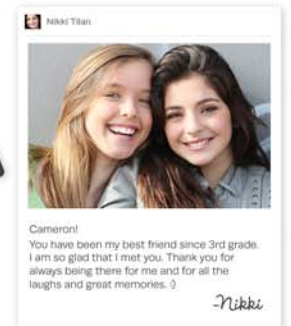 Nikki Tilan
Cameron!
You have been my best friend since 3rd grade.
I am so glad that I met you. Thank you for
always being there for me and for all the
laughs and great memories. :)
-Nikki